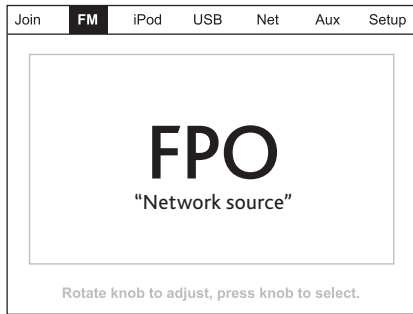 Join FM iPod USB Net Aux Setup
FPO
“Network source”
Rotate knob to adjust, press knob to select.